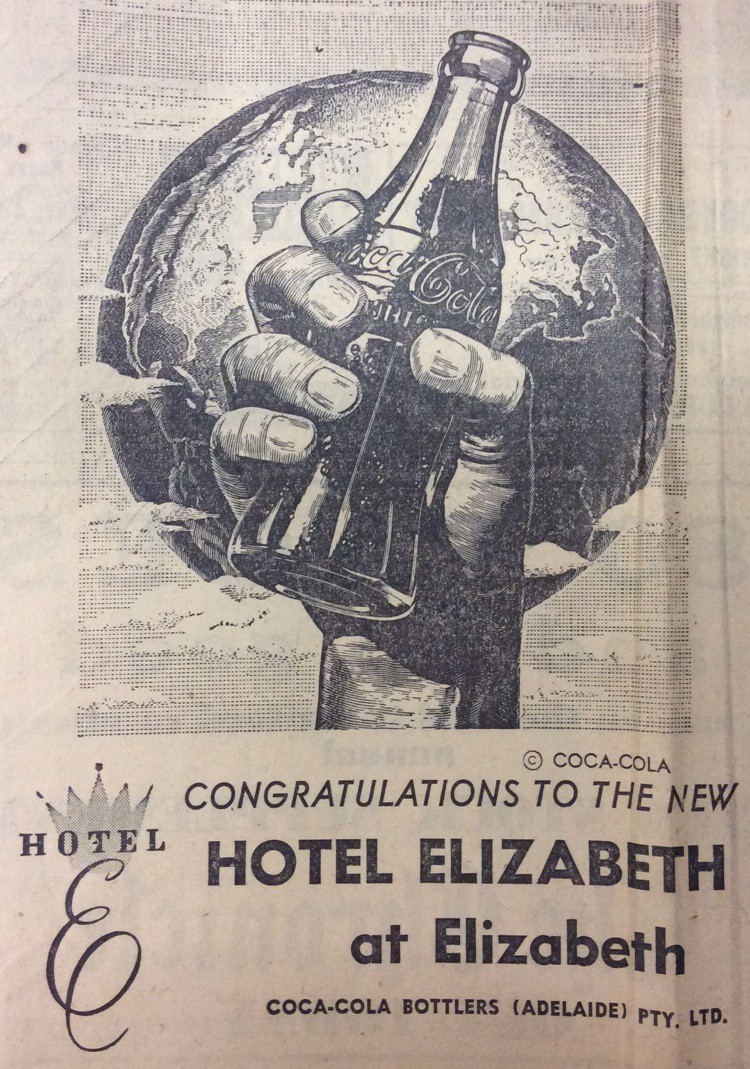 Coca-Cola
© COCA-COLA
CONGRATULATIONS TO THE NEW
HOTEL
HOTEL ELIZABETH
at Elizabeth
E
COCA-COLA BOTTLERS (ADELAIDE) PTY. LTD.